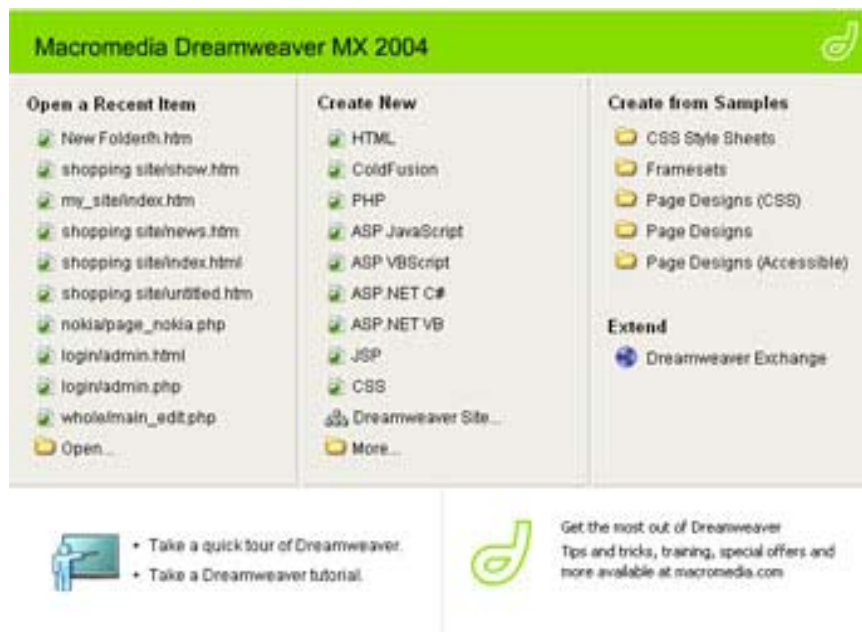 Macromedia Dreamweaver MX 2004
Open a Recent Item
New Folder/h.htm
shopping site/show.htm
my_site/index.htm
shopping site/news.htm
shopping site/index.html
shopping site/untitled.htm
nokia/page_nokia.php
login/admin.html
login/admin.php
whole/main_edit.php
Open...
Create New
HTML
ColdFusion
PHP
ASP JavaScript
ASP VBScript
ASP.NET C#
ASP.NET VB
JSP
CSS
Dreamweaver Site...
More...
Create from Samples
CSS Style Sheets
Framesets
Page Designs (CSS)
Page Designs
Page Designs (Accessible)
Extend
Dreamweaver Exchange
• Take a quick tour of Dreamweaver.
• Take a Dreamweaver tutorial.
Get the most out of Dreamweaver
Tips and tricks, training, special offers and
more available at macromedia.com